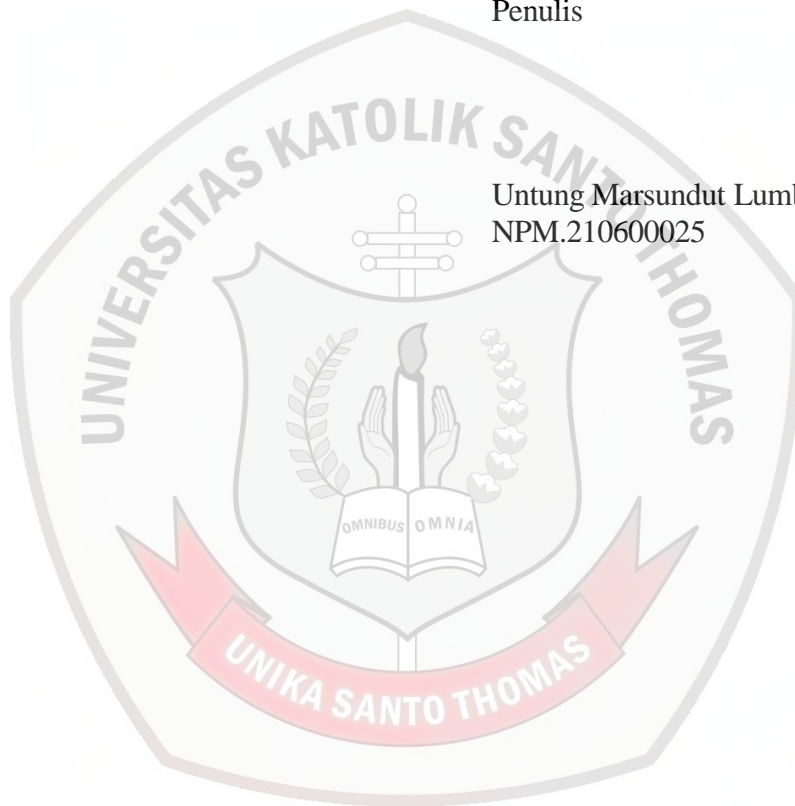 Penulis
UNIVERSITAS KATOLIK SANTO THOMAS
Untung Marsundut
NPM.210600025
OMNIBUS OMNIA
UNIKA SANTO THOMAS